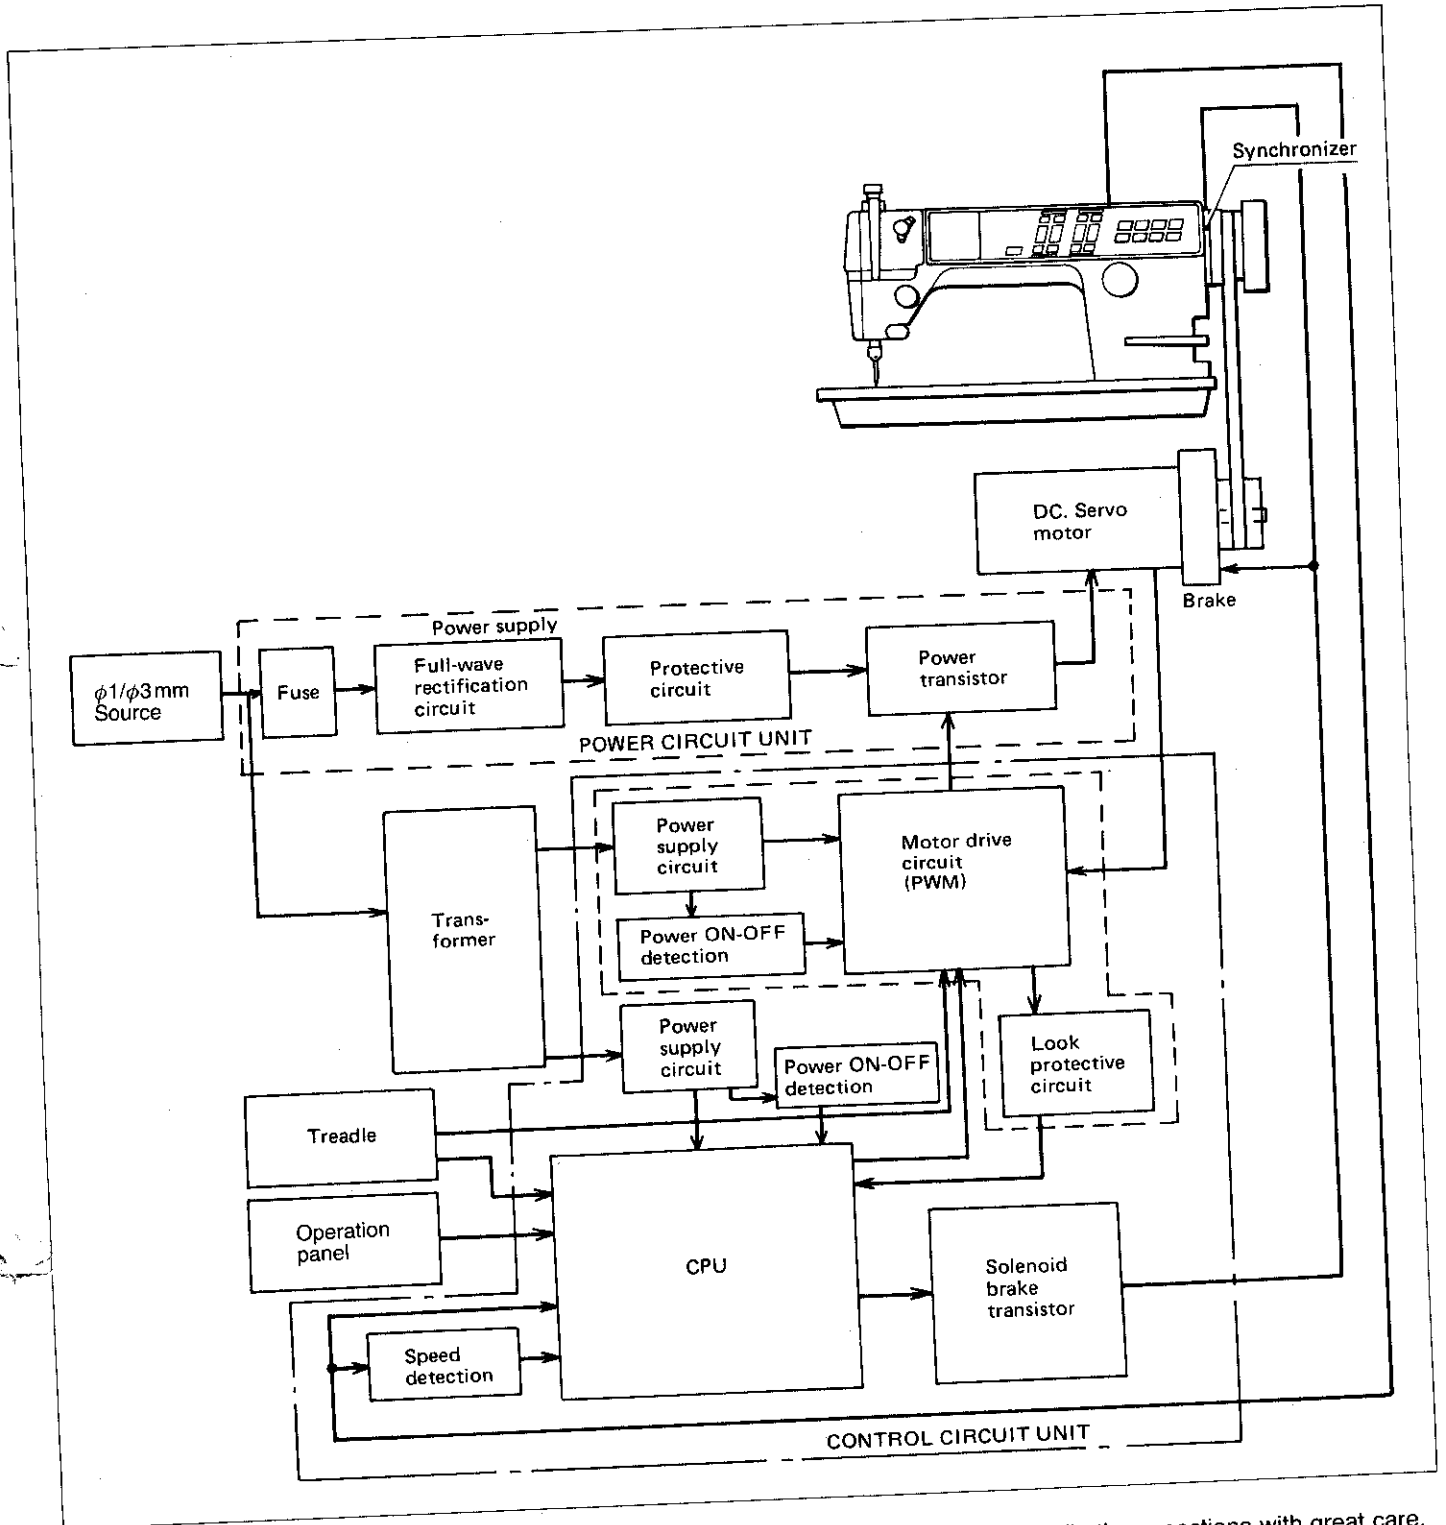 Synchronizer
DC. Servo
motor
Brake
Power supply
φ1/φ3mm
Source
Fuse
Full-wave
rectification
circuit
Protective
circuit
Power
transistor
POWER CIRCUIT UNIT
Trans-
former
Power
supply
circuit
Motor drive
circuit
(PWM)
Power ON-OFF
detection
Power
supply
circuit
Power ON-OFF
detection
Look
protective
circuit
Treadle
Operation
panel
CPU
Solenoid
brake
transistor
Speed
detection
CONTROL CIRCUIT UNIT
with great care.